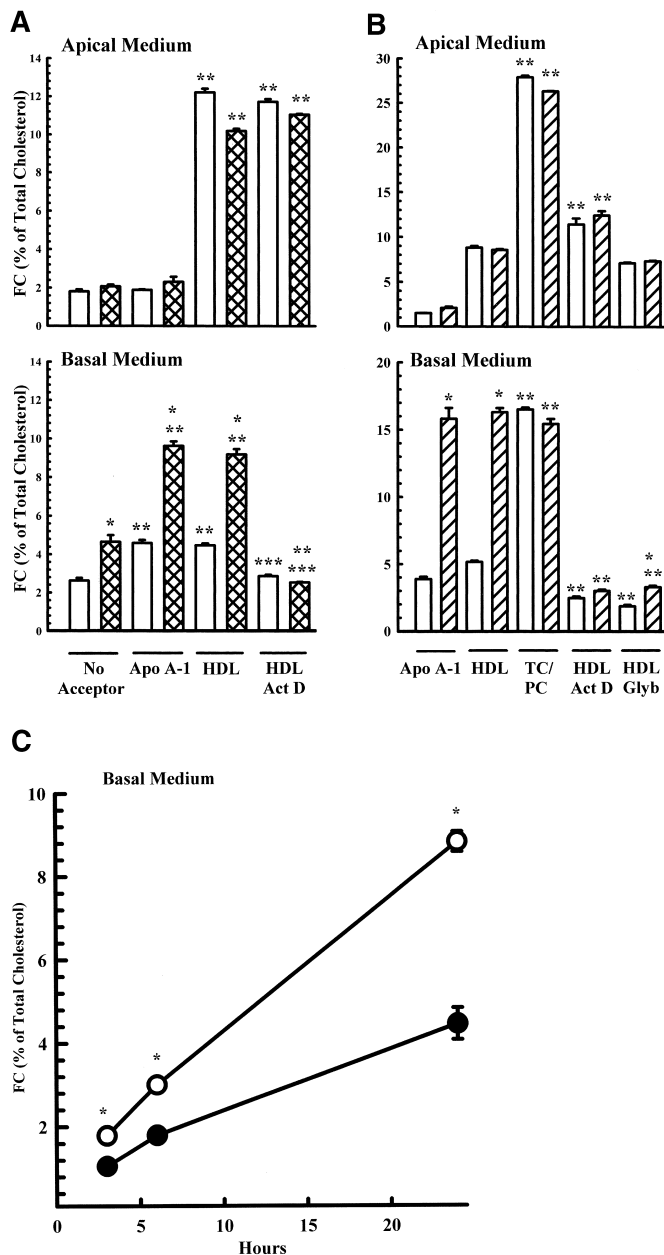 A
Apical Medium
FC (% of Total Cholesterol)
14
12
10
8
6
4
2
0
** ** ** **
Basal Medium
FC (% of Total Cholesterol)
14
12
10
8
6
4
2
0
* ** * ** ** * ** *** ** ***
No Acceptor
Apo A-1
HDL
HDL Act D
B
Apical Medium
30
25
20
15
10
5
0
** ** ** **
Basal Medium
20
15
10
5
0
* * ** ** ** ** ** * **
Apo A-1
HDL
TC/ PC
HDL Act D
HDL Glyb
C
Basal Medium
FC (% of Total Cholesterol)
10
8
6
4
2
* * *
0 5 10 15 20
Hours